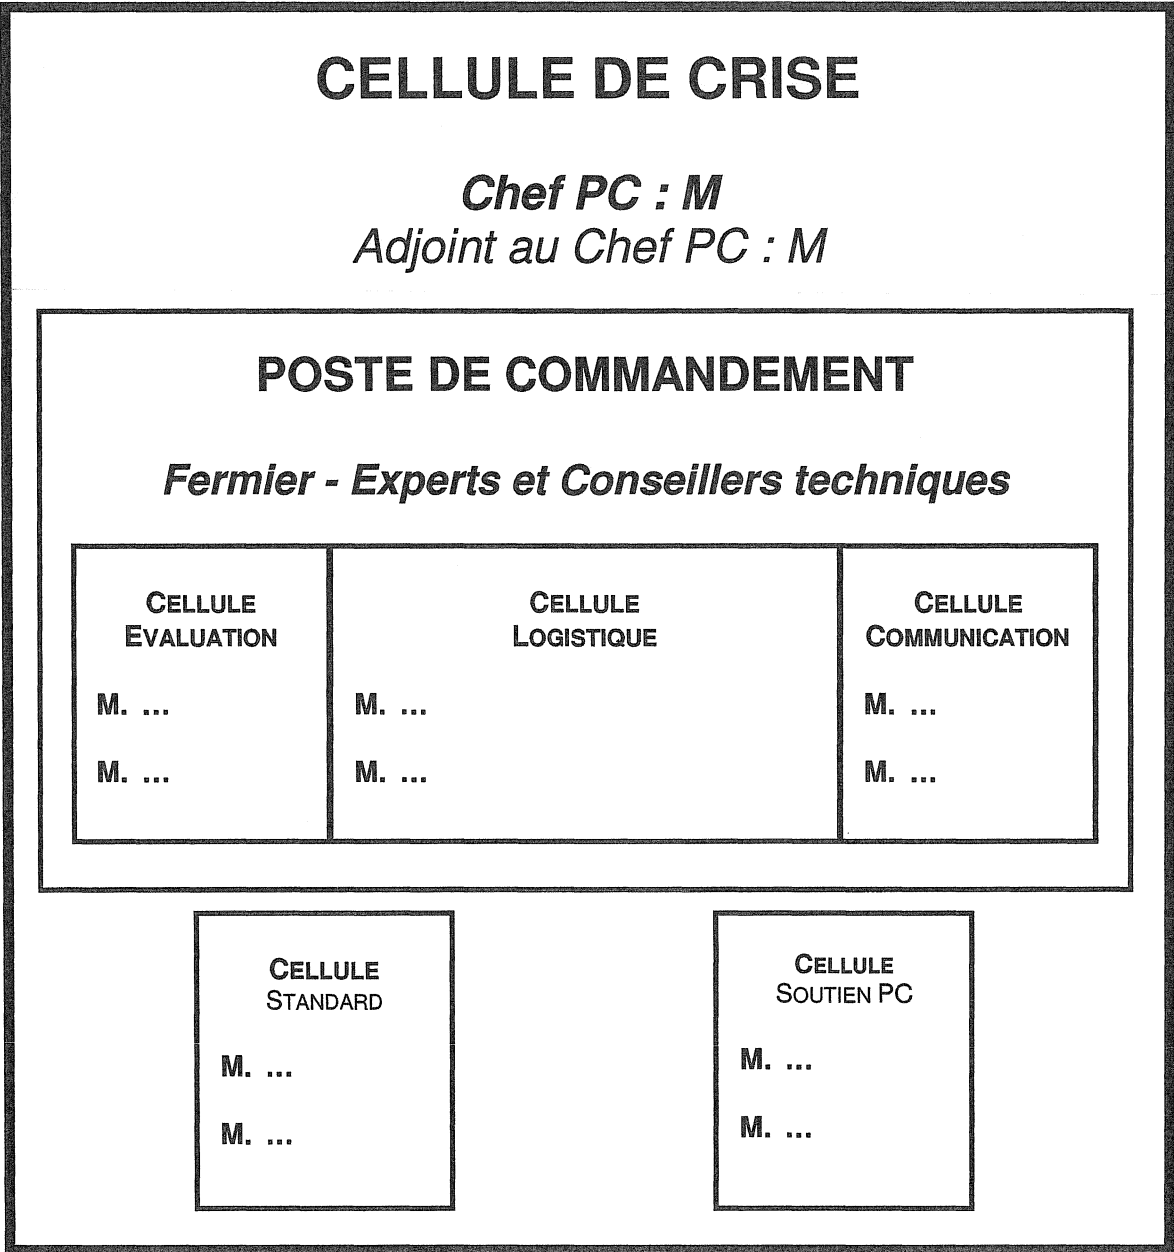 CELLULE DE CRISE
Chef PC : M
Adjoint au Chef PC : M
POSTE DE COMMANDEMENT
Fermier - Experts et Conseillers techniques
CELLULE
EVALUATION
M. ...
M. ...
CELLULE
LOGISTIQUE
M. ...
M. ...
CELLULE
COMMUNICATION
M. ...
M. ...
CELLULE
STANDARD
M. ...
M. ...
CELLULE
SOUTIEN PC
M. ...
M. ...